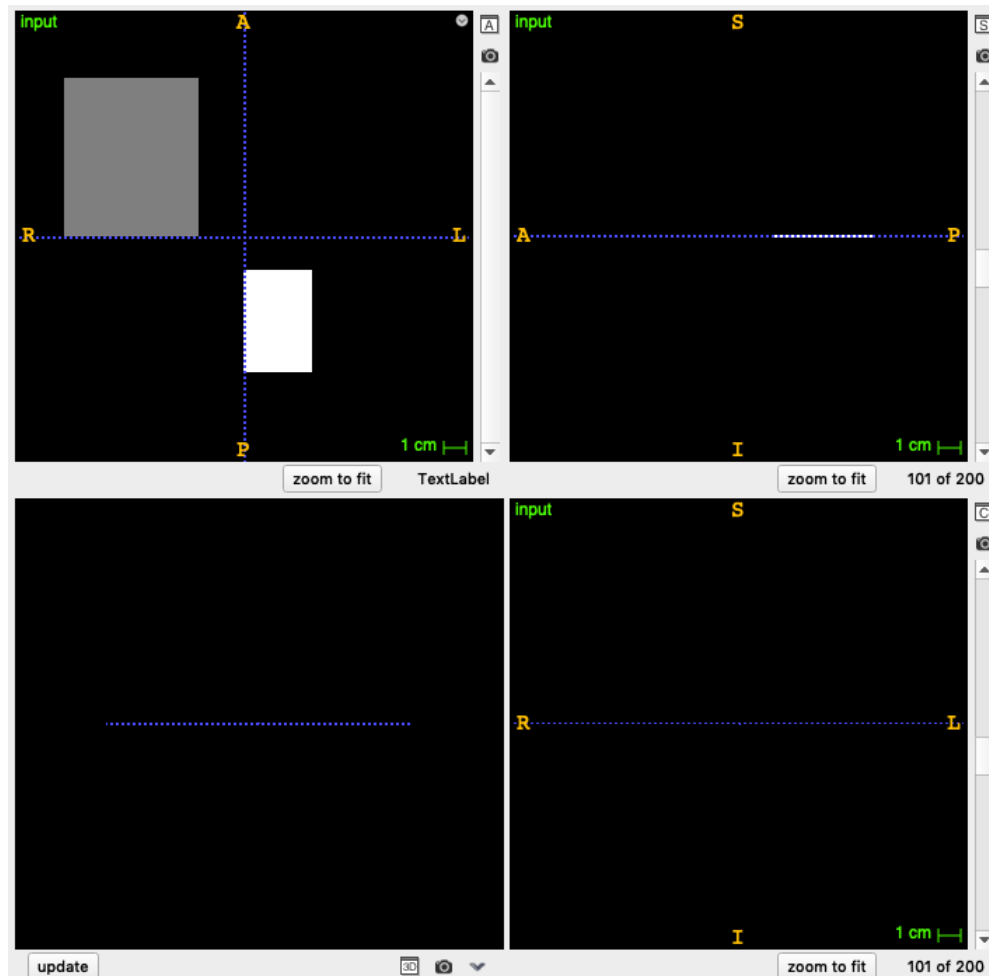 input A A
R L
P 1 cm
zoom to fit TextLabel
input S S
A P
I 1 cm
zoom to fit 101 of 200
3D
update
input S C
R L
I 1 cm
zoom to fit 101 of 200